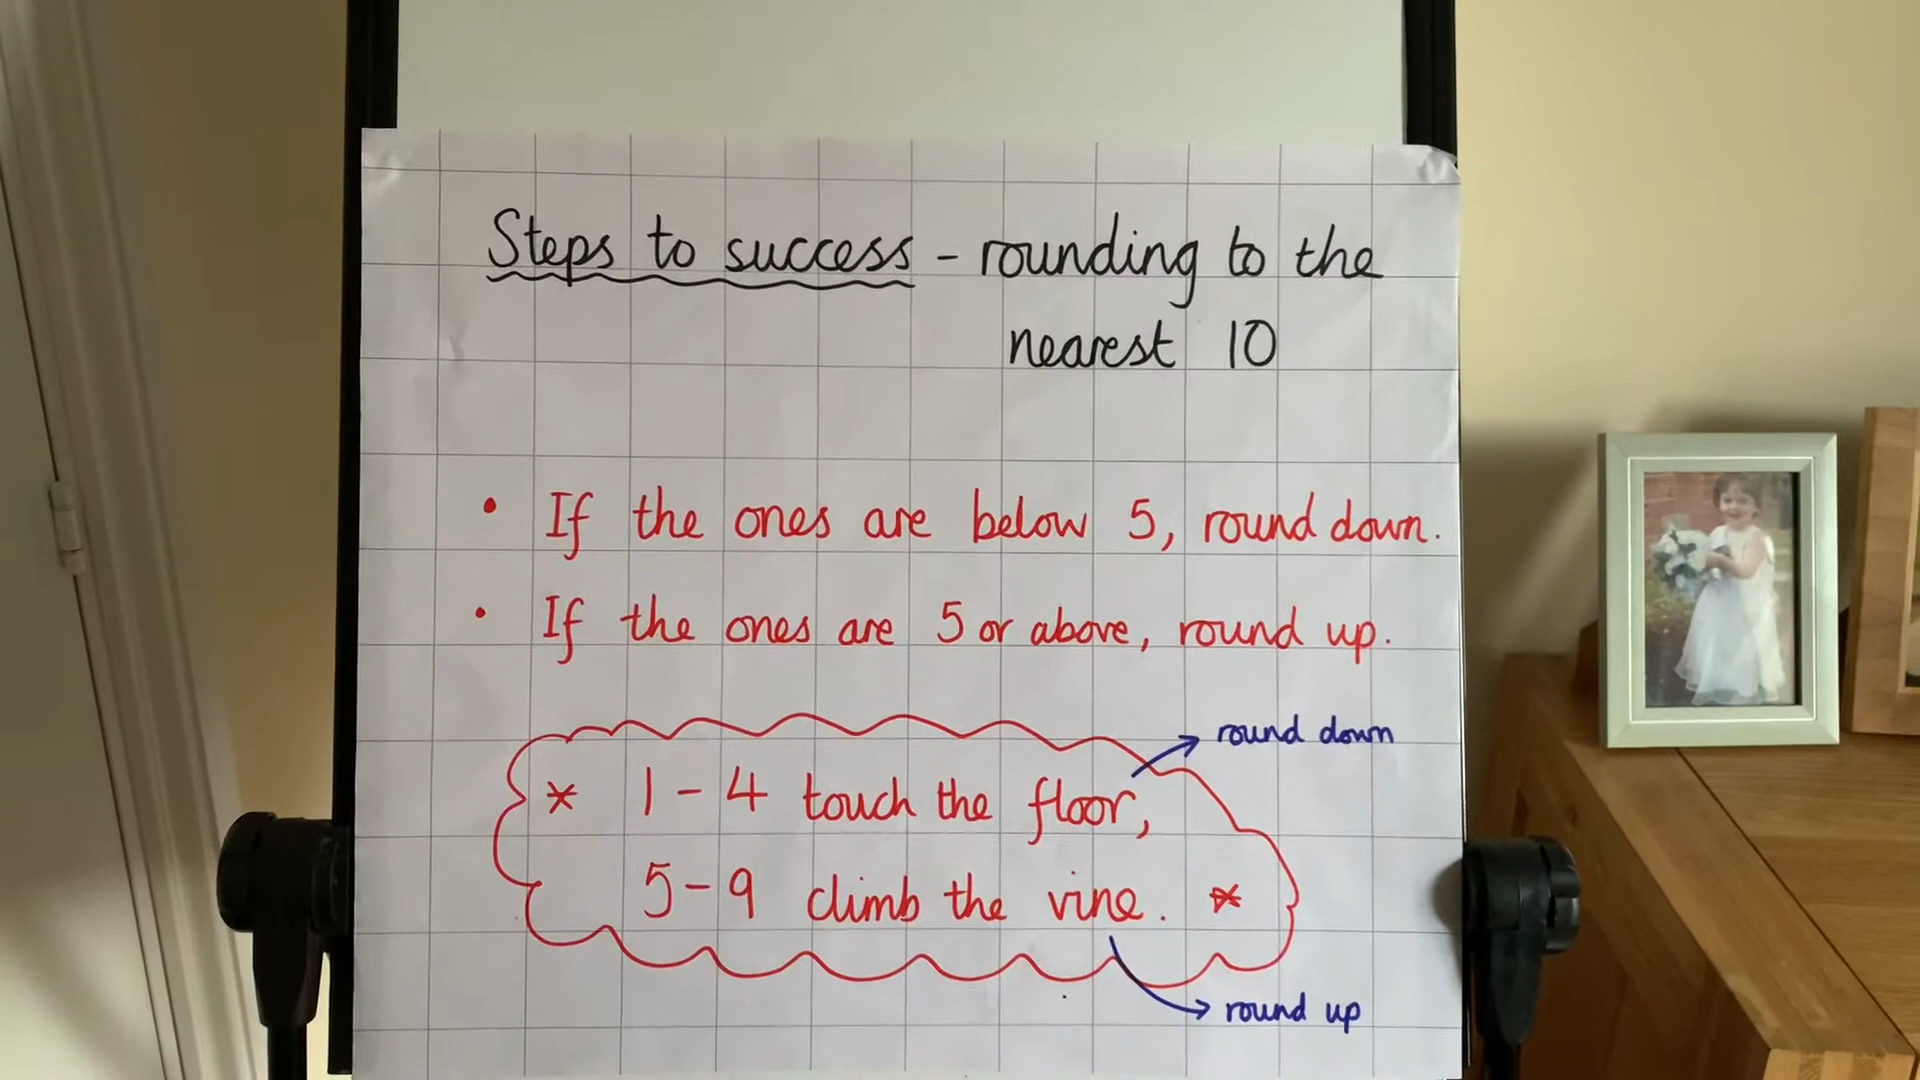 Steps to success - rounding to the
nearest 10
• If the ones are below 5, round down.
• If the ones are 5 or above, round up.
round down
* 1 - 4 touch the floor,
5 - 9 climb the vine. *
round up